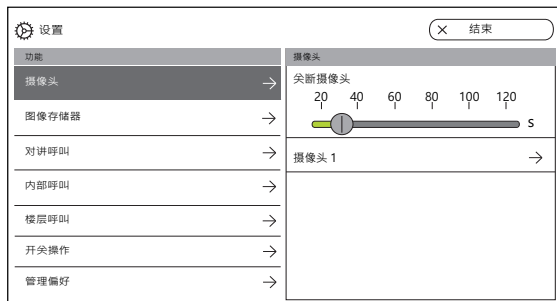 设置
× 结束
功能
摄像头
图像存储器
对讲呼叫
内部呼叫
楼层呼叫
开关操作
管理偏好
摄像头
关断摄像头
20 40 60 80 100 120
s
摄像头 1